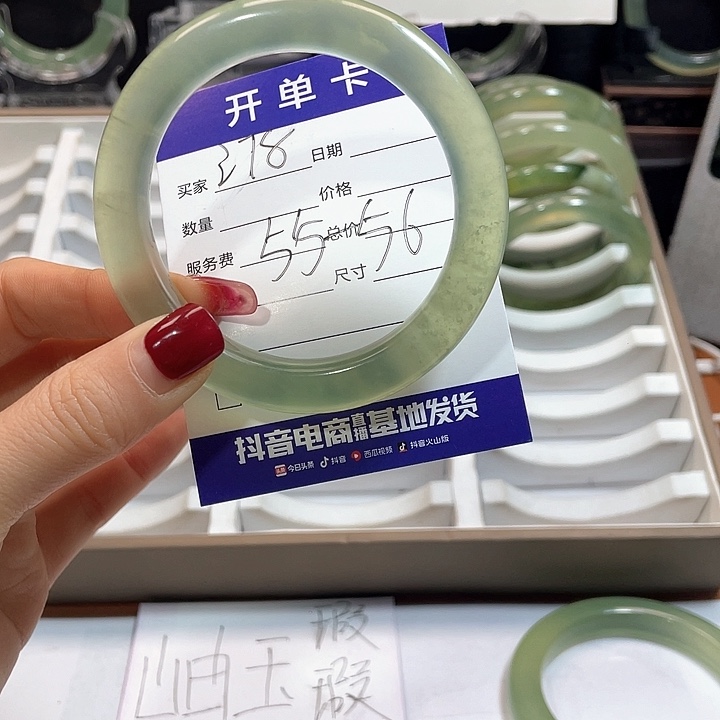 开单卡
买家 278 日期
数量 价格
服务费 55 总价 56
尺寸
抖音电商直播基地发货
今日头条 抖音 西瓜视频 抖音火山版
岫玉 瑕
瑕